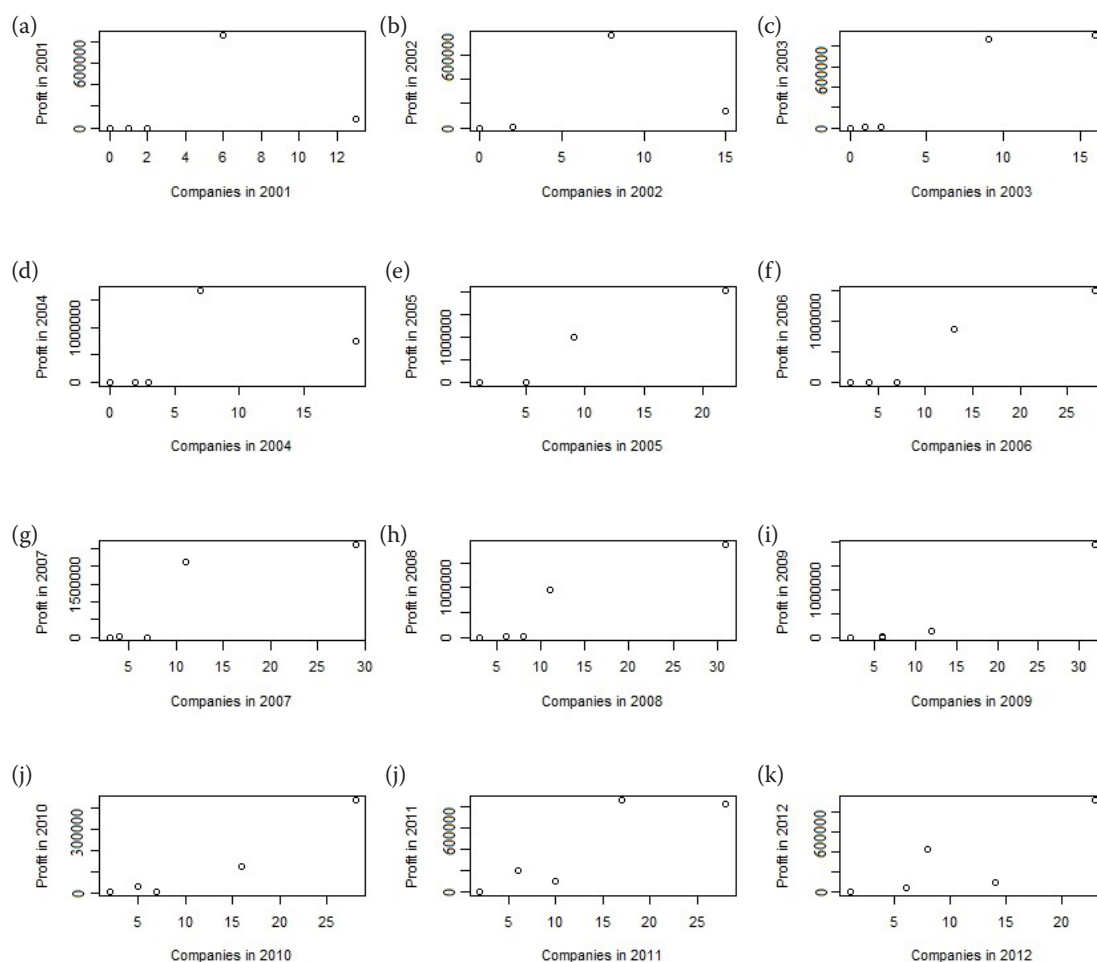 (a)
Profit in 2001
0 600000
0 2 4 6 8 10 12
Companies in 2001
(b)
Profit in 2002
0 600000
0 5 10 15
Companies in 2002
(c)
Profit in 2003
0 600000
0 5 10 15
Companies in 2003
(d)
Profit in 2004
0 1000000
0 5 10 15
Companies in 2004
(e)
Profit in 2005
0 1000000
5 10 15 20
Companies in 2005
(f)
Profit in 2006
0 1000000
5 10 15 20 25
Companies in 2006
(g)
Profit in 2007
0 1500000
5 10 15 20 25 30
Companies in 2007
(h)
Profit in 2008
0 1000000
5 10 15 20 25 30
Companies in 2008
(i)
Profit in 2009
0 1000000
5 10 15 20 25 30
Companies in 2009
(j)
Profit in 2010
0 300000
5 10 15 20 25
Companies in 2010
(j)
Profit in 2011
0 600000
5 10 15 20 25
Companies in 2011
(k)
Profit in 2012
0 600000
5 10 15 20
Companies in 2012